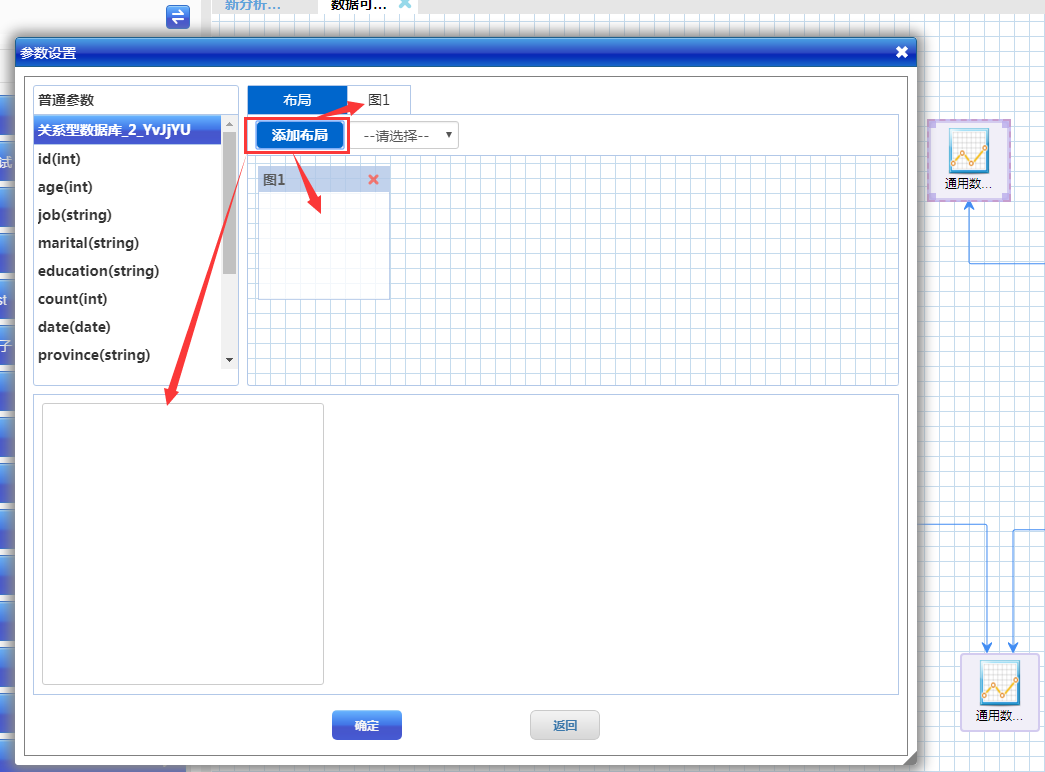 新分析...
数据可...
参数设置
普通参数
布局
图1
关系型数据库_2_YvJjYU
添加布局
--请选择--
id(int)
age(int)
job(string)
marital(string)
education(string)
count(int)
date(date)
province(string)
图1
通用数...
试
st
子
通用数...
确定
返回